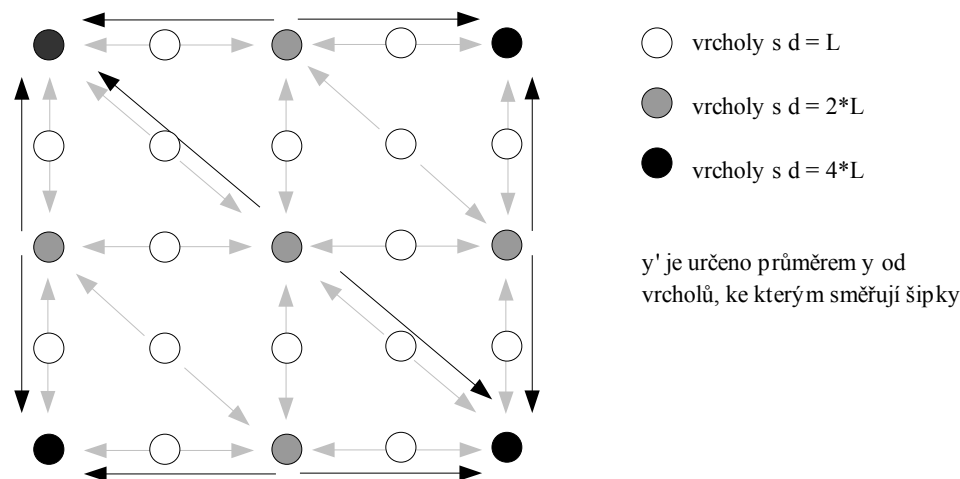 vrcholy s d = L
vrcholy s d = 2*L
vrcholy s d = 4*L
y' je určeno průměrem y od
vrcholů, ke kterým směřují šipky